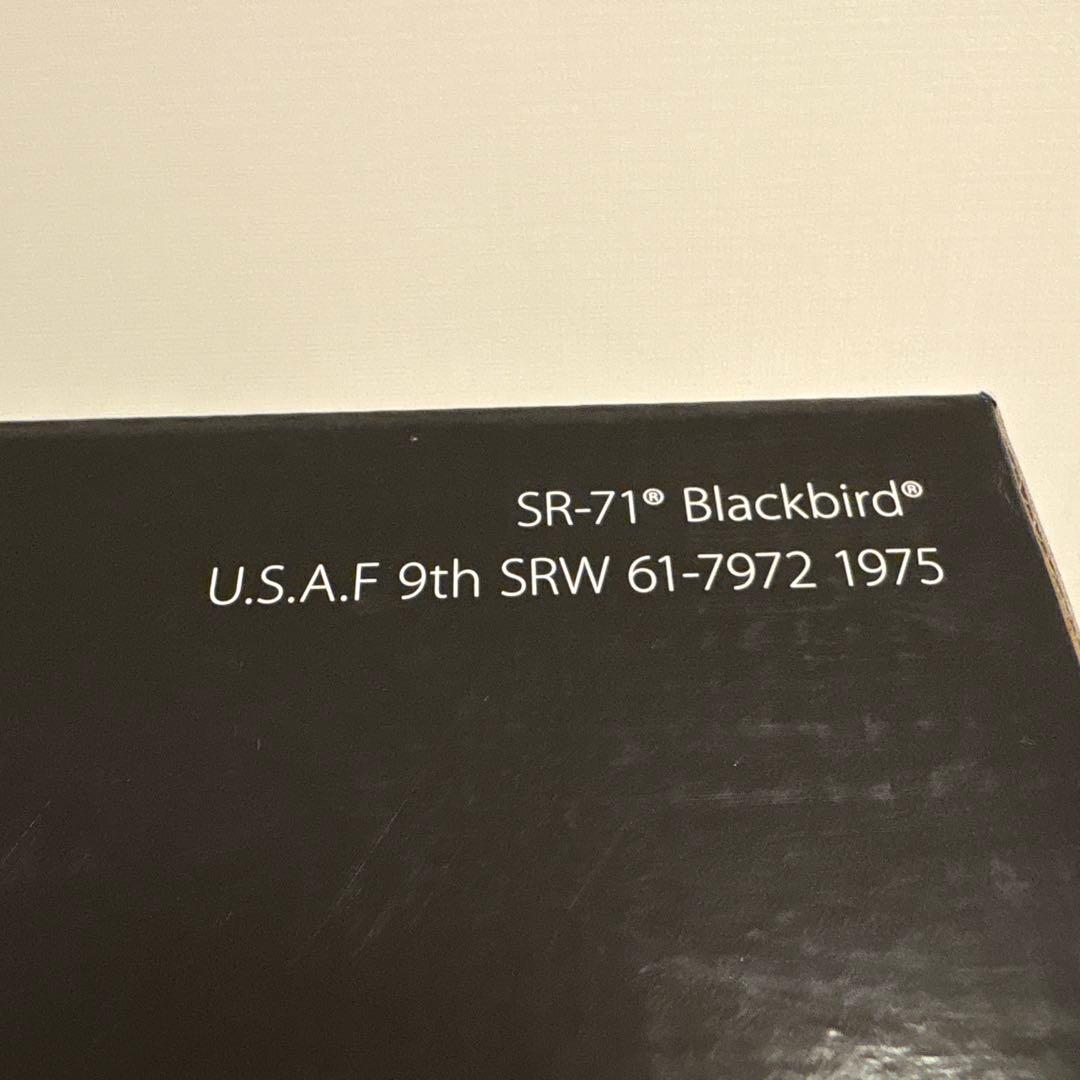 SR-71® Blackbird®
U.S.A.F 9th SRW 61-7972 1975